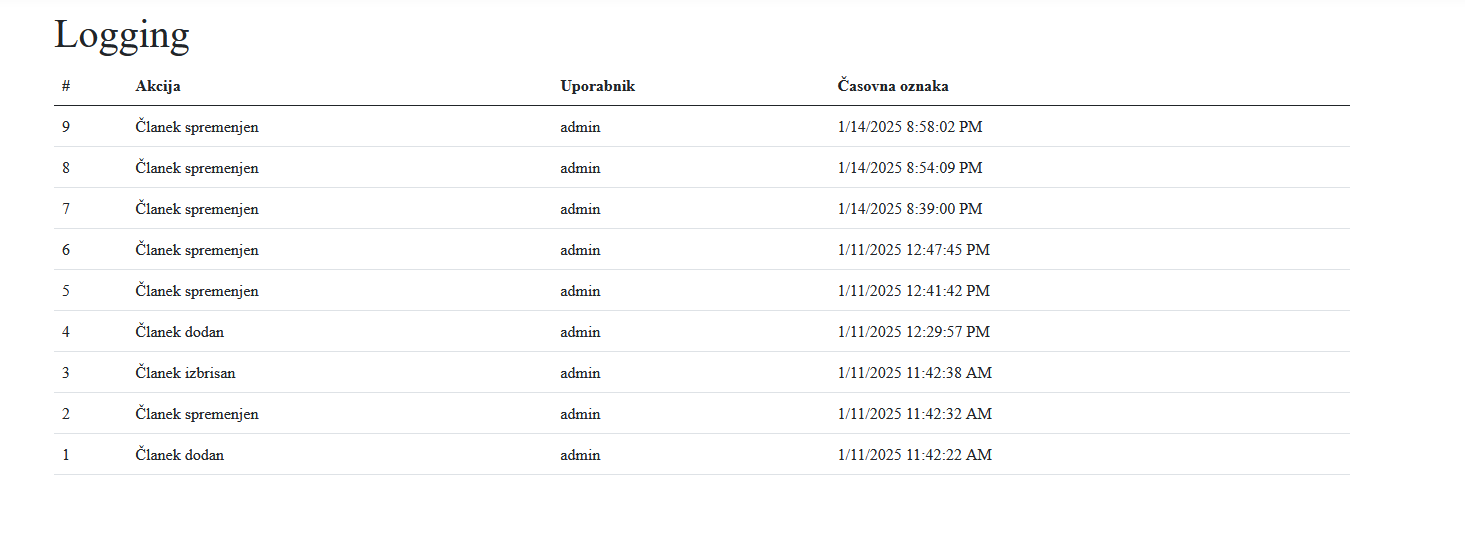 Logging
# Akcija Uporabnik Časovna oznaka
9 Članek spremenjen admin 1/14/2025 8:58:02 PM
8 Članek spremenjen admin 1/14/2025 8:54:09 PM
7 Članek spremenjen admin 1/14/2025 8:39:00 PM
6 Članek spremenjen admin 1/11/2025 12:47:45 PM
5 Članek spremenjen admin 1/11/2025 12:41:42 PM
4 Članek dodan admin 1/11/2025 12:29:57 PM
3 Članek izbrisan admin 1/11/2025 11:42:38 AM
2 Članek spremenjen admin 1/11/2025 11:42:32 AM
1 Članek dodan admin 1/11/2025 11:42:22 AM